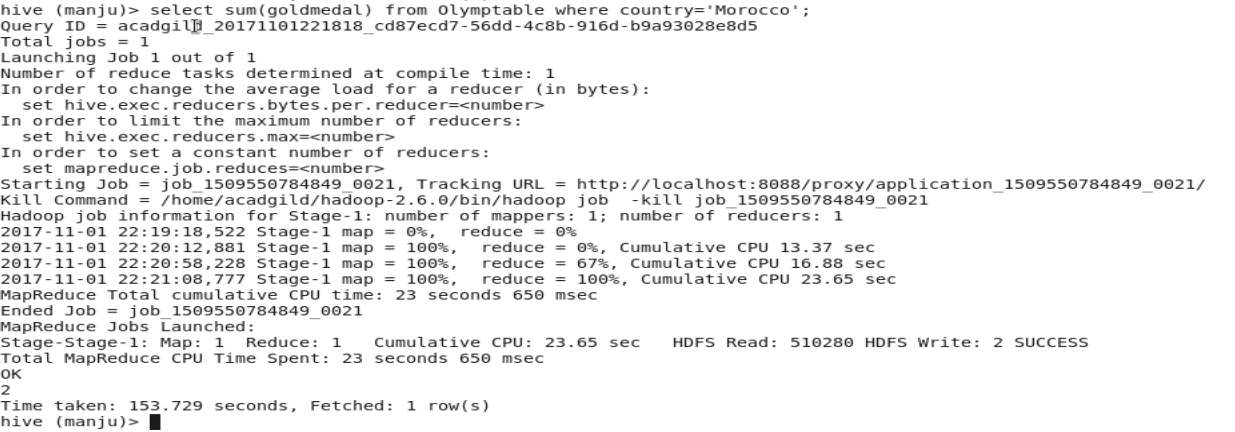 hive (manju)> select sum(goldmedal) from Olymptable where country='Morocco';
Query ID = acadgild_20171101221818_cd87ecd7-56dd-4c8b-916d-b9a93028e8d5
Total jobs = 1
Launching Job 1 out of 1
Number of reduce tasks determined at compile time: 1
In order to change the average load for a reducer (in bytes):
  set hive.exec.reducers.bytes.per.reducer=<number>
In order to limit the maximum number of reducers:
  set hive.exec.reducers.max=<number>
In order to set a constant number of reducers:
  set mapreduce.job.reduces=<number>
Starting Job = job_1509550784849_0021, Tracking URL = http://localhost:8088/proxy/application_1509550784849_0021/
Kill Command = /home/acadgild/hadoop-2.6.0/bin/hadoop job  -kill job_1509550784849_0021
Hadoop job information for Stage-1: number of mappers: 1; number of reducers: 1
2017-11-01 22:19:18,522 Stage-1 map = 0%,  reduce = 0%
2017-11-01 22:20:12,881 Stage-1 map = 100%,  reduce = 0%, Cumulative CPU 13.37 sec
2017-11-01 22:20:58,228 Stage-1 map = 100%,  reduce = 67%, Cumulative CPU 16.88 sec
2017-11-01 22:21:08,777 Stage-1 map = 100%,  reduce = 100%, Cumulative CPU 23.65 sec
MapReduce Total cumulative CPU time: 23 seconds 650 msec
Ended Job = job_1509550784849_0021
MapReduce Jobs Launched:
Stage-Stage-1: Map: 1  Reduce: 1   Cumulative CPU: 23.65 sec   HDFS Read: 510280 HDFS Write: 2 SUCCESS
Total MapReduce CPU Time Spent: 23 seconds 650 msec
OK
2
Time taken: 153.729 seconds, Fetched: 1 row(s)
hive (manju)>